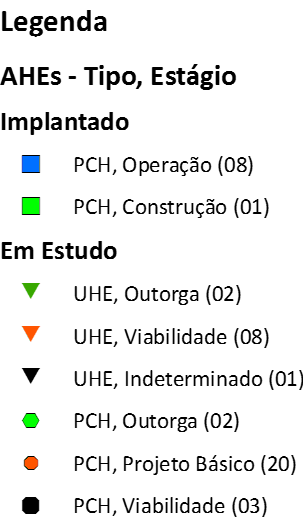 Legenda
AHEs - Tipo, Estágio
Implantado
PCH, Operação (08)
PCH, Construção (01)
Em Estudo
UHE, Outorga (02)
UHE, Viabilidade (08)
UHE, Indeterminado (01)
PCH, Outorga (02)
PCH, Projeto Básico (20)
PCH, Viabilidade (03)